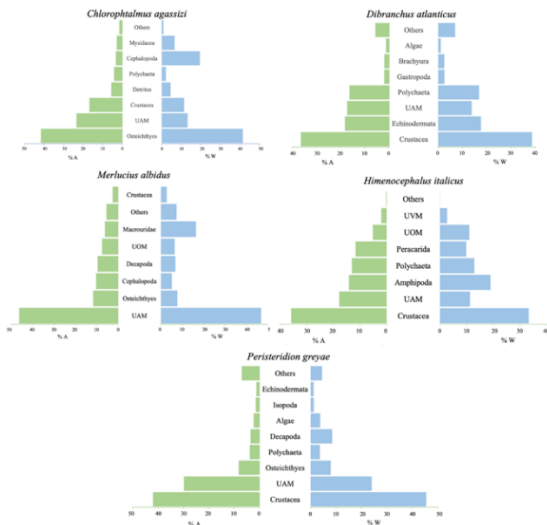 Chlorophtalmus agassizi
Others
Mysidacea
Cephalopoda
Polychaeta
Detritus
Crustacea
UAM
Osteichthyes
50 40 30 20 10 0
0 10 20 30 40 50
% A
% W
Dibranchus atlanticus
Others
Algae
Brachyura
Gastropoda
Polychaeta
UAM
Echinodermata
Crustacea
40 30 20 10 0
0 10 20 30 40
% A
% W
Merlucius albidus
Crustacea
Others
Macrouridae
UOM
Decapoda
Cephalopoda
Osteichthyes
UAM
50 40 30 20 10 0
0 10 20 30 40 5
% A
% W
Himenocephalus italicus
Others
UVM
UOM
Peracarida
Polychaeta
Amphipoda
UAM
Crustacea
40 30 20 10 0
0 10 20 30 40
% A
% W
Peristeridion greyae
Others
Echinodermata
Isopoda
Algae
Decapoda
Polychaeta
Osteichthyes
UAM
Crustacea
50 40 30 20 10 0
0 10 20 30 40 50
% A
% W